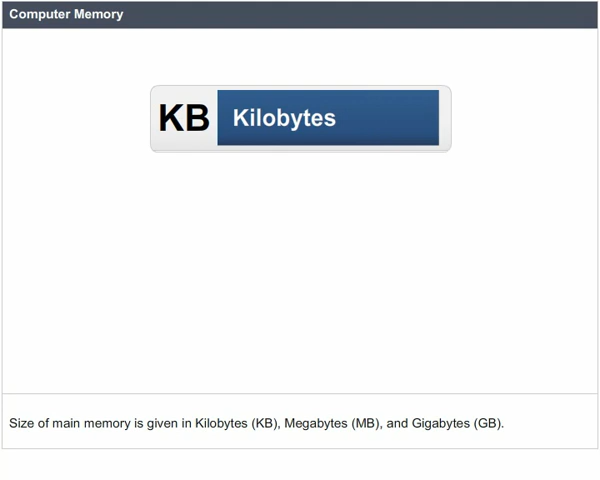 Computer Memory
KB Kilobytes
Size of main memory is given in Kilobytes (KB), Megabytes (MB), and Gigabytes (GB).